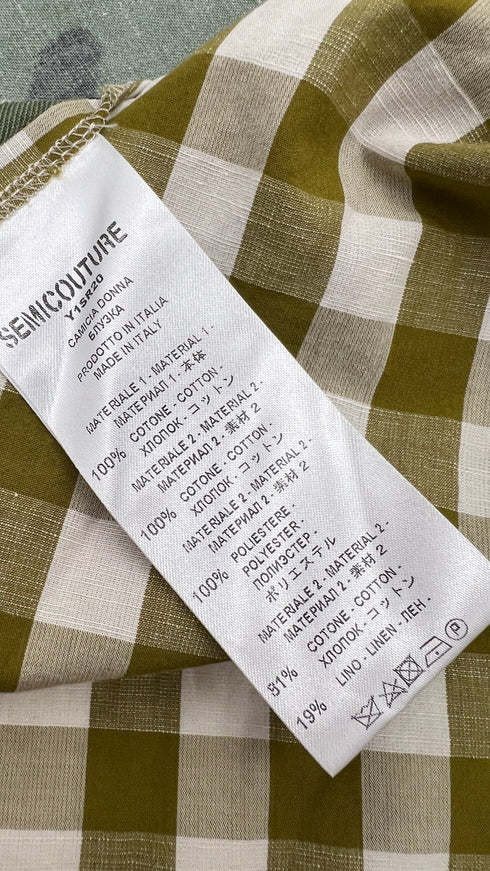 SEMICOUTURE
Y1SR20
CAMICIA DONNA
БЛУЗКА
PRODOTTO IN ITALIA
MADE IN ITALY
MATERIALE 1 - MATERIAL 1 -
МАТЕРИАЛ 1 - 本体
100% COTONE - COTTON -
ХЛОПОК - コットン
MATERIALE 2 - MATERIAL 2 -
МАТЕРИАЛ 2 - 素材 2
100% COTONE - COTTON -
ХЛОПОК - コットン
MATERIALE 2 - MATERIAL 2 -
МАТЕРИАЛ 2 - 素材 2
100% POLIESTERE -
POLYESTER -
ПОЛИЭСТЕР
ポリエステル
MATERIALE 2 - MATERIAL 2 -
МАТЕРИАЛ 2 - 素材 2
81% COTONE - COTTON -
ХЛОПОК - コットン
19% LINO - LINEN - ЛЕН -
P